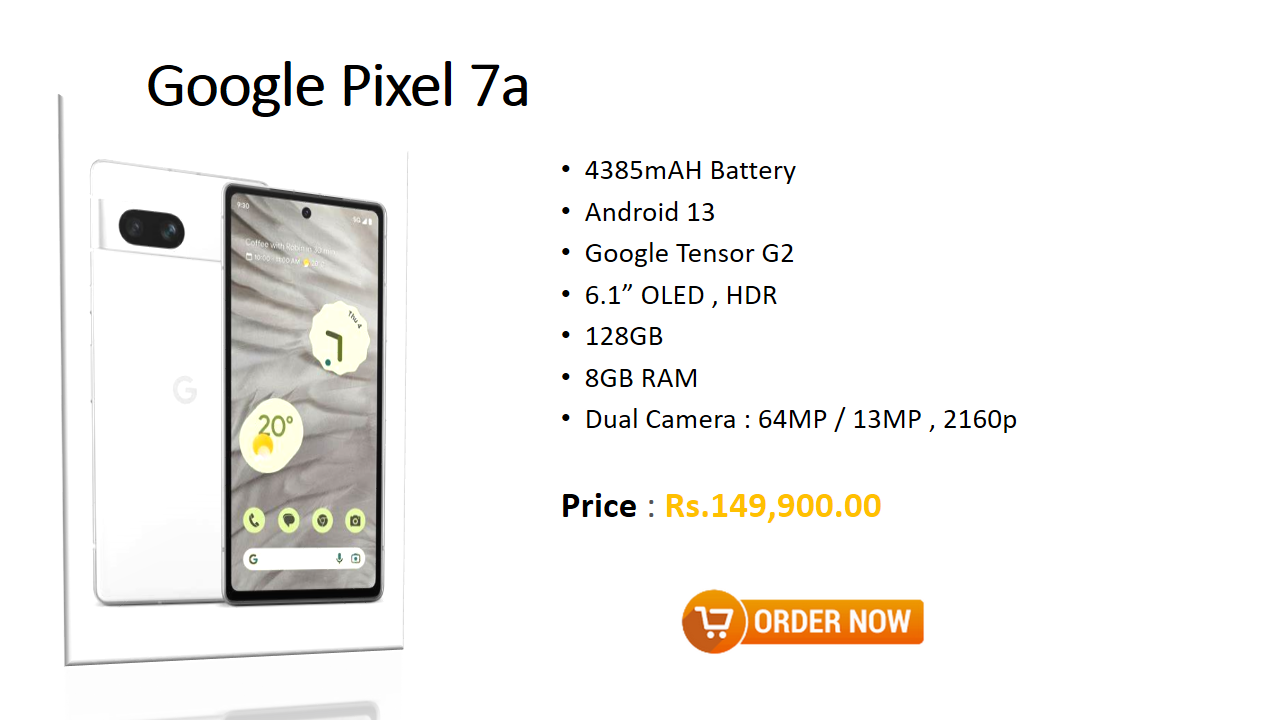 Google Pixel 7a
9:30
5G
Thu 4
20°
G
• 4385mAH Battery
• Android 13
• Google Tensor G2
• 6.1” OLED , HDR
• 128GB
• 8GB RAM
• Dual Camera : 64MP / 13MP , 2160p
Price : Rs.149,900.00
ORDER NOW